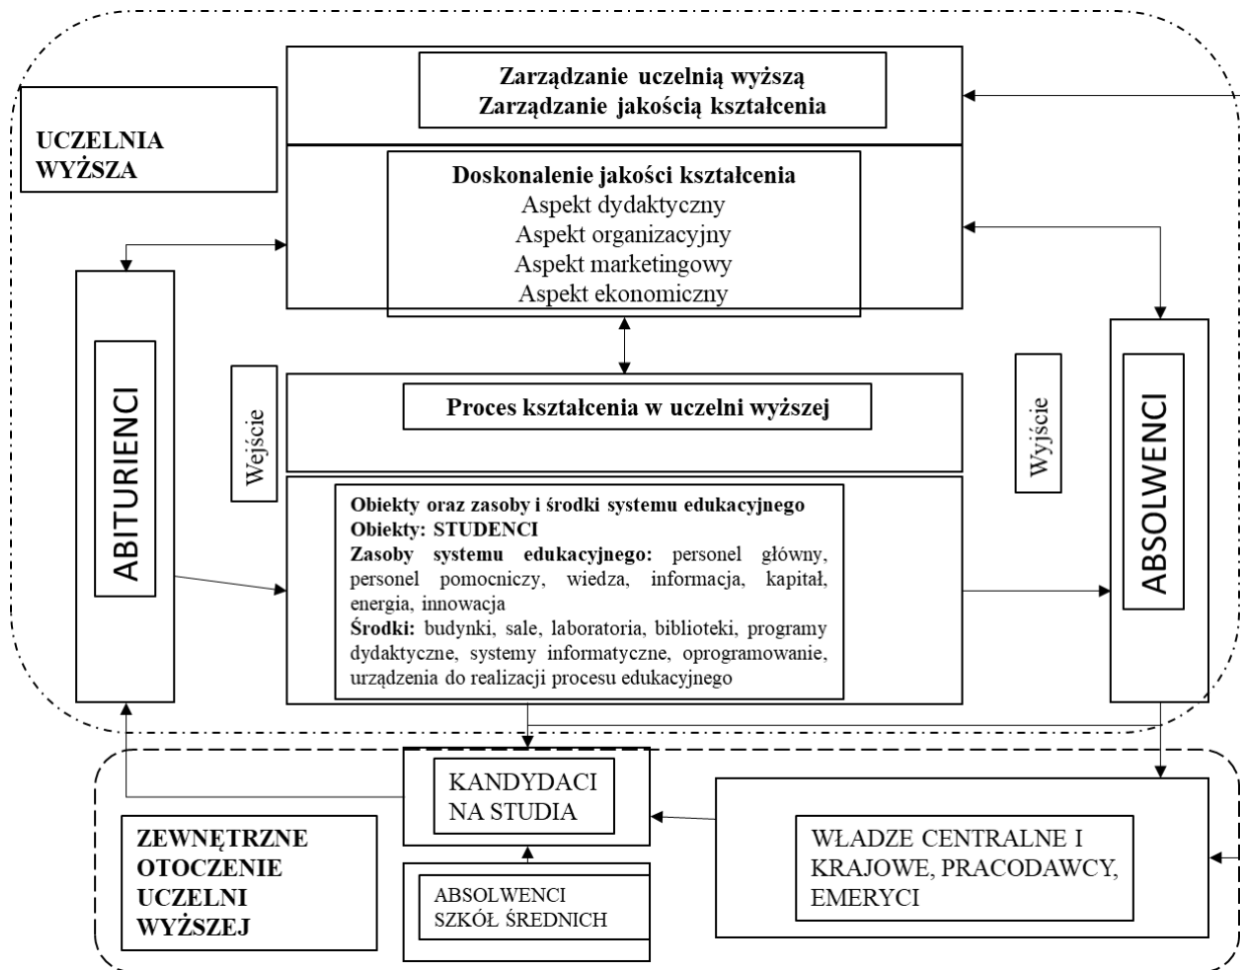 Zarządzanie uczelnią wyższą
Zarządzanie jakością kształcenia
UCZELNIA
WYŻSZA
Doskonalenie jakości kształcenia
Aspekt dydaktyczny
Aspekt organizacyjny
Aspekt marketingowy
Aspekt ekonomiczny
ABITURIENCI
Wejście
Proces kształcenia w uczelni wyższej
Wyjście
ABSOLWENCI
Obiekty oraz zasoby i środki systemu edukacyjnego
Obiekty: STUDENCI
Zasoby systemu edukacyjnego: personel główny,
personel pomocniczy, wiedza, informacja, kapitał,
energia, innowacja
Środki: budynki, sale, laboratoria, biblioteki, programy
dydaktyczne, systemy informatyczne, oprogramowanie,
urządzenia do realizacji procesu edukacyjnego
KANDYDACI
NA STUDIA
ZEWNĘTRZNE
OTOCZENIE
UCZELNI
WYŻSZEJ
WŁADZE CENTRALNE I
KRAJOWE, PRACODAWCY,
EMERYCI
ABSOLWENCI
SZKÓŁ ŚREDNICH